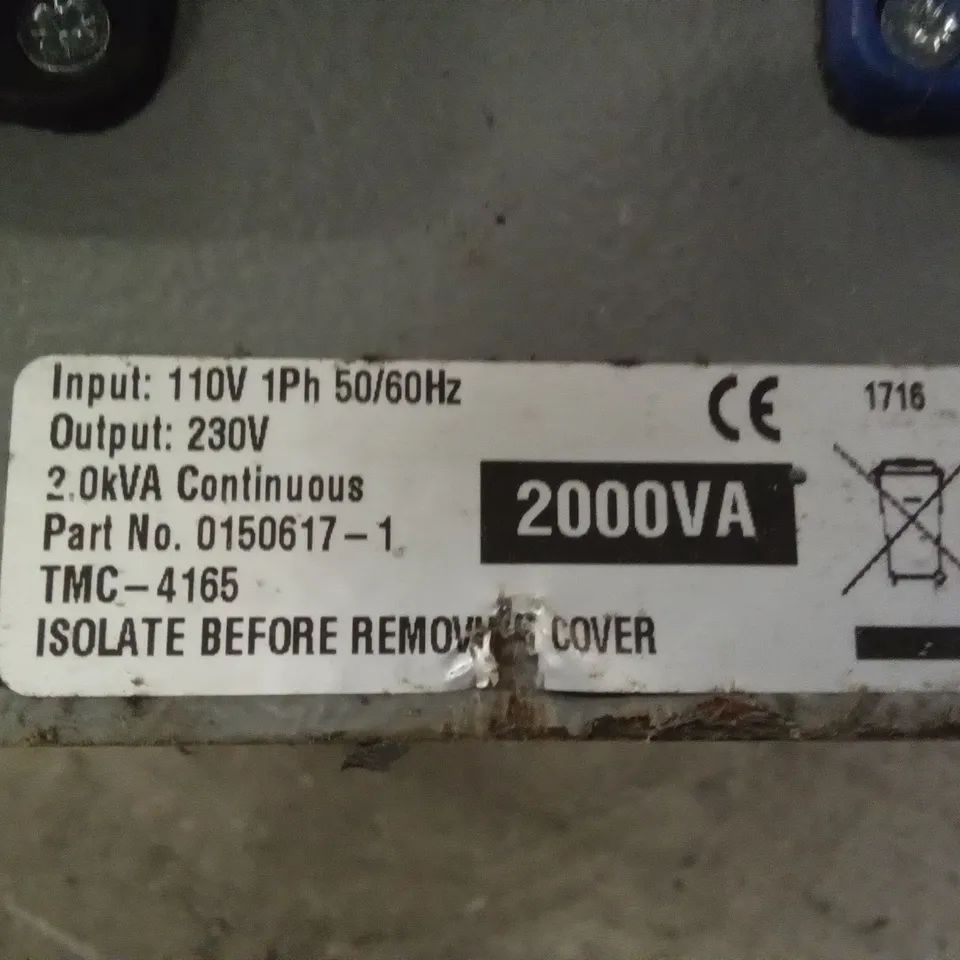 Input: 110V 1Ph 50/60Hz
Output: 230V
2.0kVA Continuous
Part No. 0150617-1
TMC-4165
ISOLATE BEFORE REMOVING COVER
CE
1716
2000VA